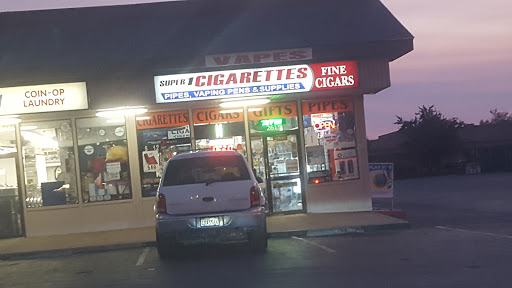 VAPES
COIN-OP
LAUNDRY
SUPER 1 CIGARETTES
PIPES, VAPING PENS & SUPPLIES
FINE
CIGARS
CIGARETTES
CIGARS
GIFTS
PIPES
OPEN